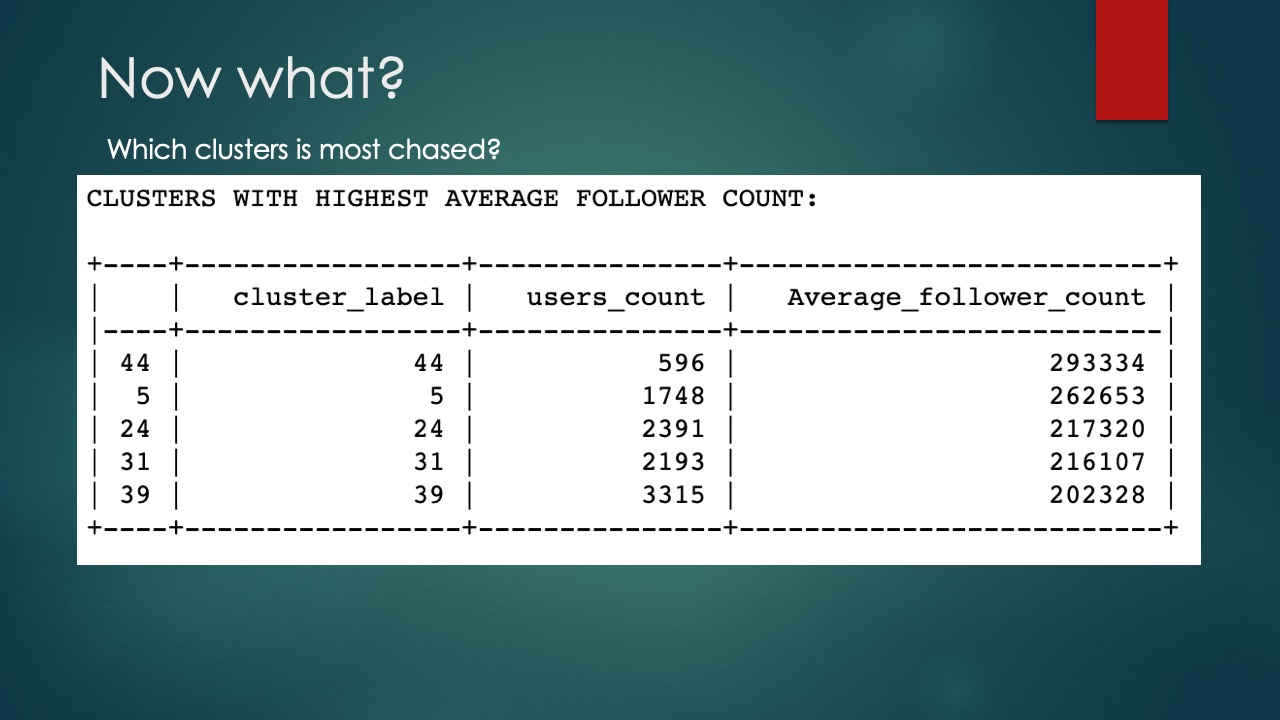 Now what?
Which clusters is most chased?
CLUSTERS WITH HIGHEST AVERAGE FOLLOWER COUNT:
+----+-----------------+---------------+--------------------------+
|    |   cluster_label |   users_count |   Average_follower_count |
|----+-----------------+---------------+--------------------------|
| 44 |              44 |           596 |                   293334 |
|  5 |               5 |          1748 |                   262653 |
| 24 |              24 |          2391 |                   217320 |
| 31 |              31 |          2193 |                   216107 |
| 39 |              39 |          3315 |                   202328 |
+----+-----------------+---------------+--------------------------+